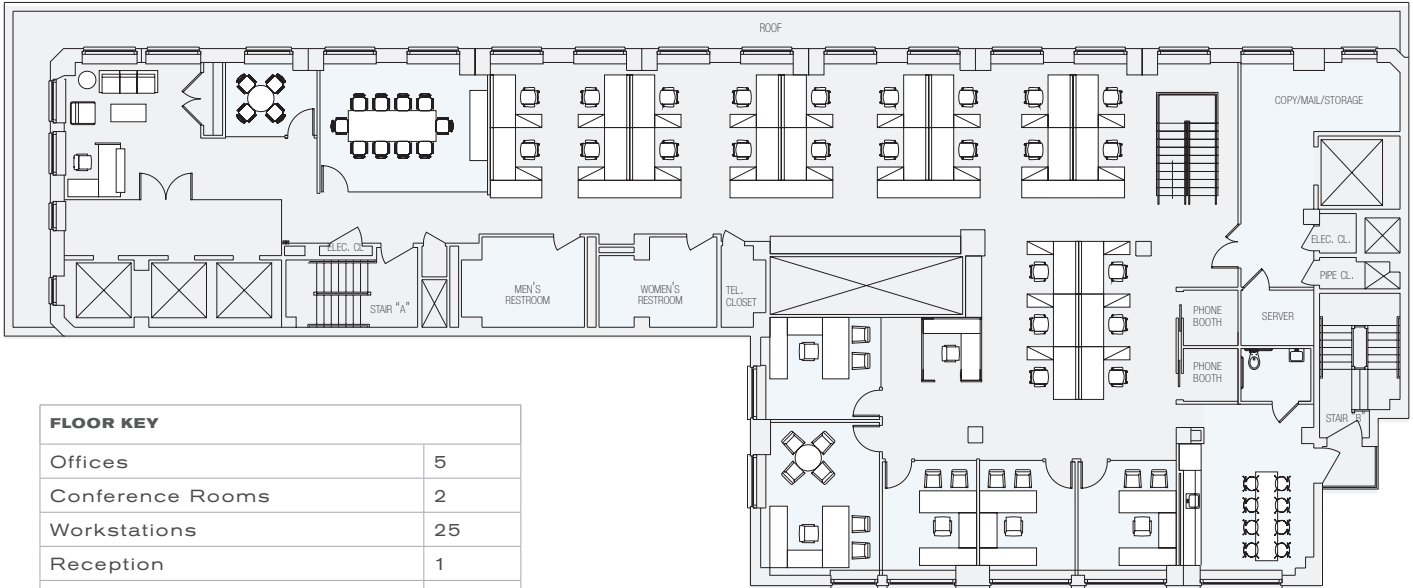 ROOF
COPY/MAIL/STORAGE
ELEC. CL.
ELEC. CL.
PIPE CL.
STAIR "A"
MEN'S
RESTROOM
WOMEN'S
RESTROOM
TEL.
CLOSET
PHONE
BOOTH
SERVER
PHONE
BOOTH
STAIR "B"
FLOOR KEY
Offices 5
Conference Rooms 2
Workstations 25
Reception 1